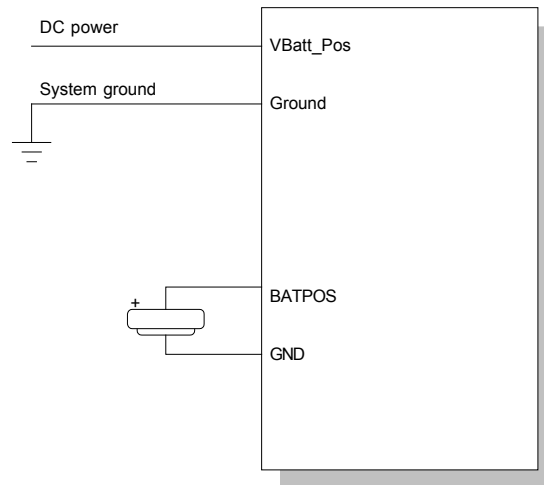 DC power
VBatt_Pos
System ground
Ground
+
BATPOS
GND